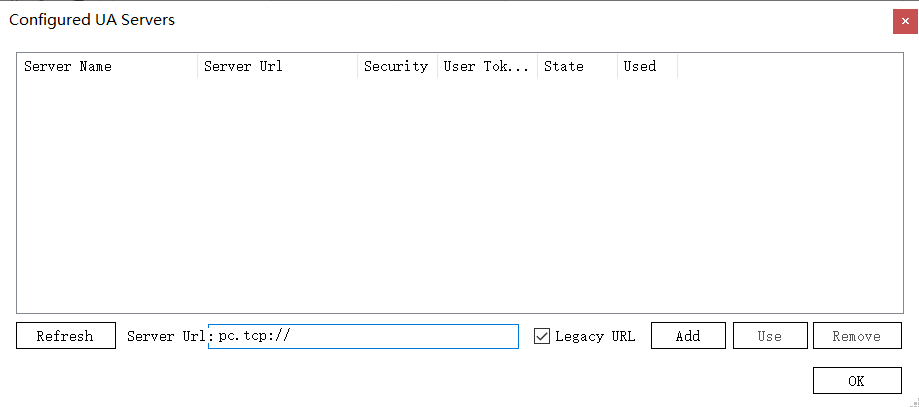 Configured UA Servers
Server Name Server Url Security User Tok... State Used
Refresh Server Url: pc.tcp:// Legacy URL Add Use Remove
OK